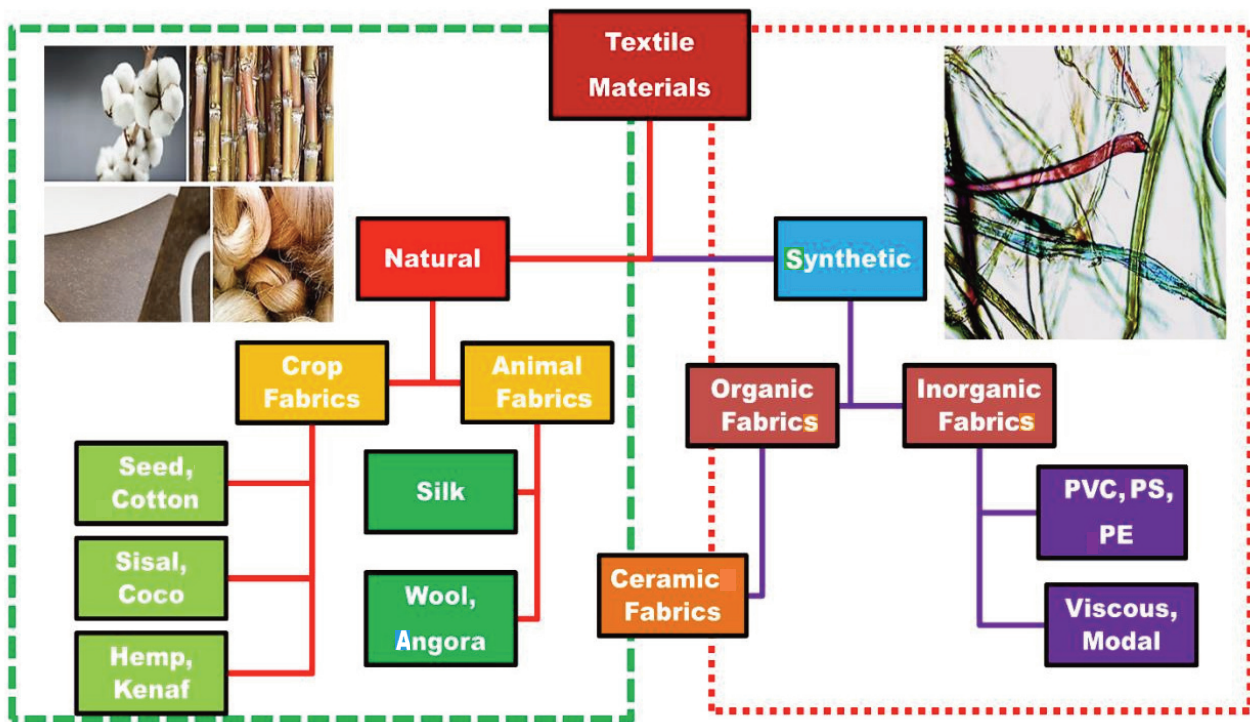 Textile
Materials
Natural
Synthetic
Crop
Fabrics
Animal
Fabrics
Organic
Fabrics
Inorganic
Fabrics
Seed,
Cotton
Silk
PVC, PS,
PE
Sisal,
Coco
Wool,
Angora
Ceramic
Fabrics
Viscous,
Modal
Hemp,
Kenaf